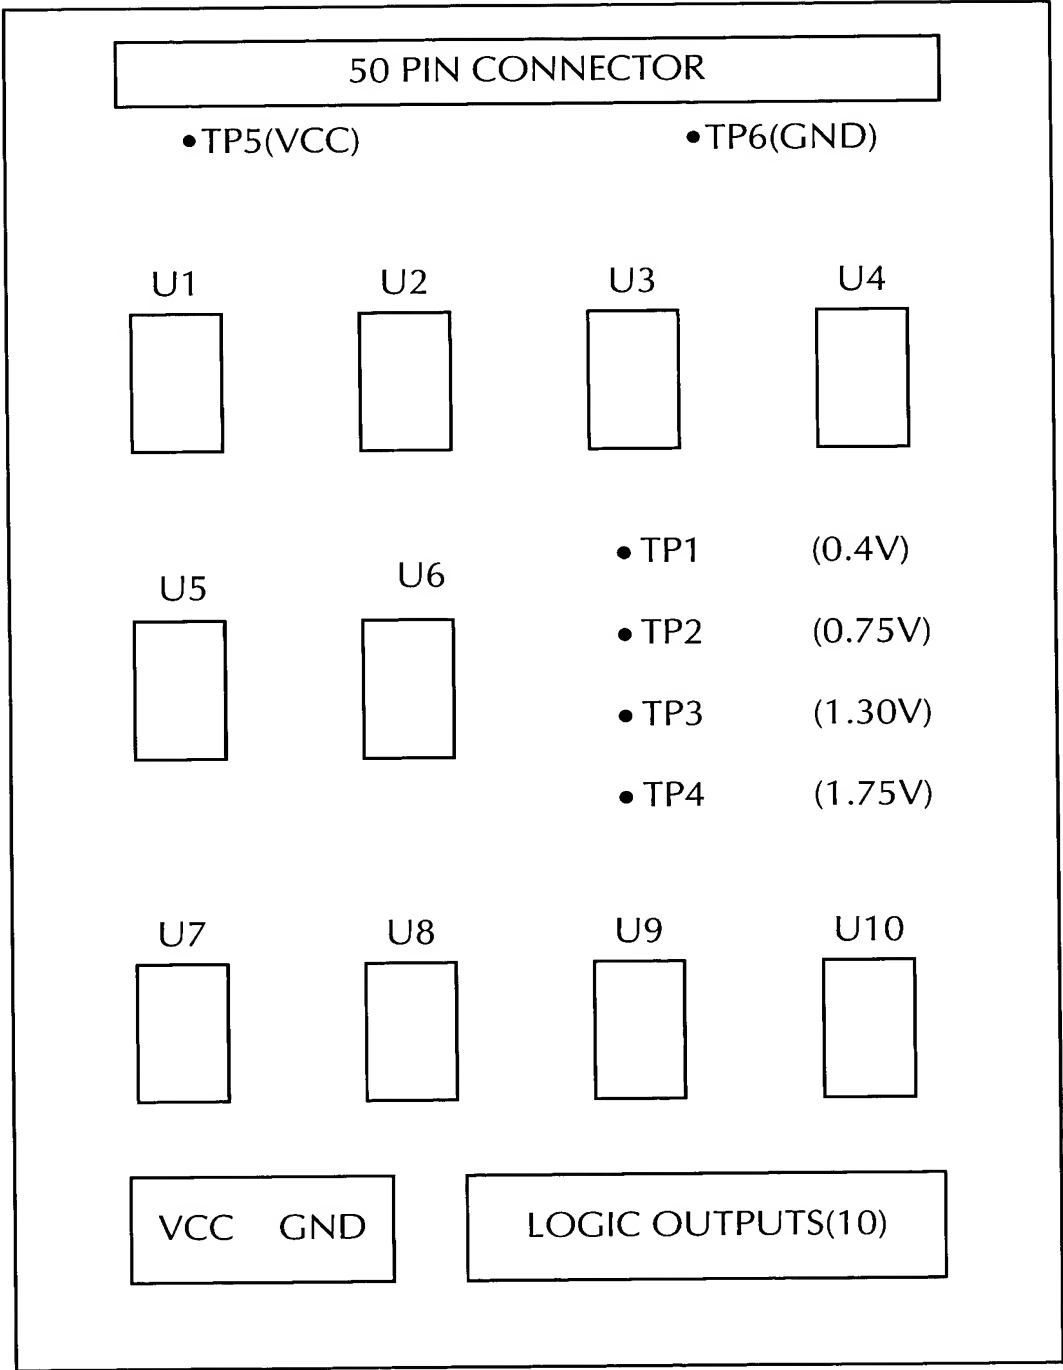 50 PIN CONNECTOR
•TP5(VCC) •TP6(GND)
U1 U2 U3 U4
• TP1 (0.4V)
U5 U6
• TP2 (0.75V)
• TP3 (1.30V)
• TP4 (1.75V)
U7 U8 U9 U10
VCC GND LOGIC OUTPUTS(10)